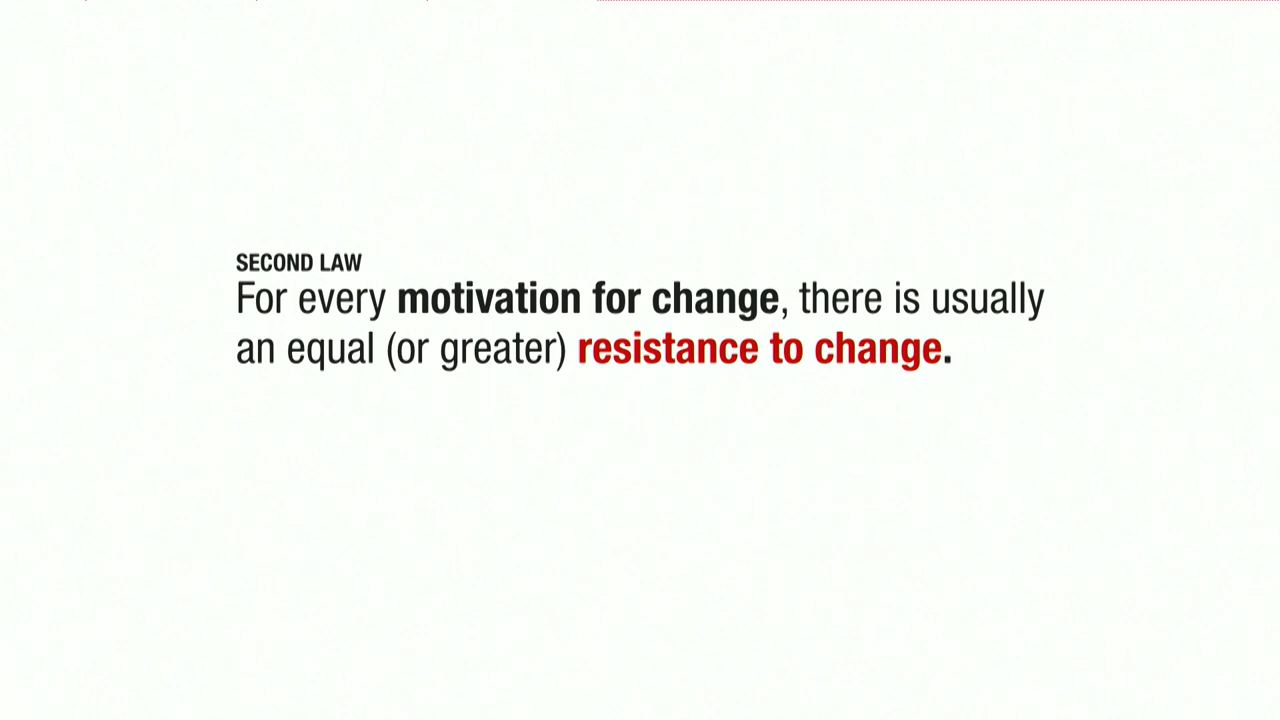 SECOND LAW
For every motivation for change, there is usually
an equal (or greater) resistance to change.